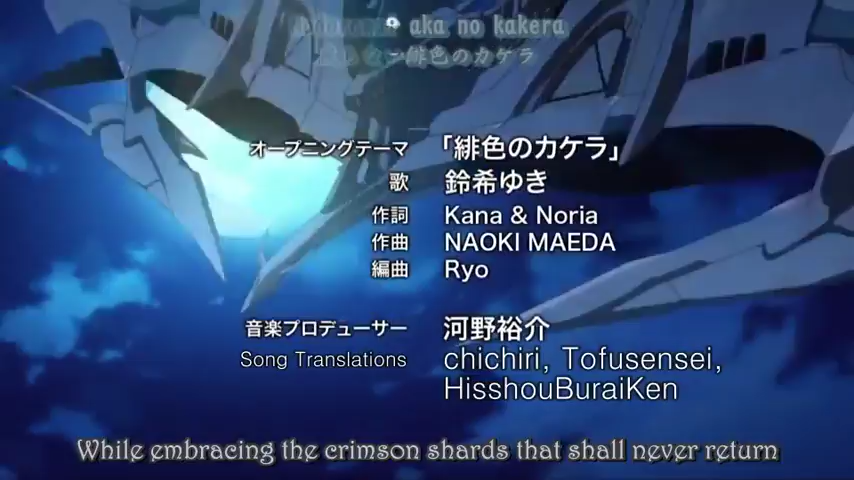 aka no kakera
緋色のカケラ
オープニングテーマ 「緋色のカケラ」
歌 鈴希ゆき
作詞 Kana & Noria
作曲 NAOKI MAEDA
編曲 Ryo
音楽プロデューサー 河野裕介
Song Translations chichiri, Tofusensei,
HisshouBuraiKen
While embracing the crimson shards that shall never return